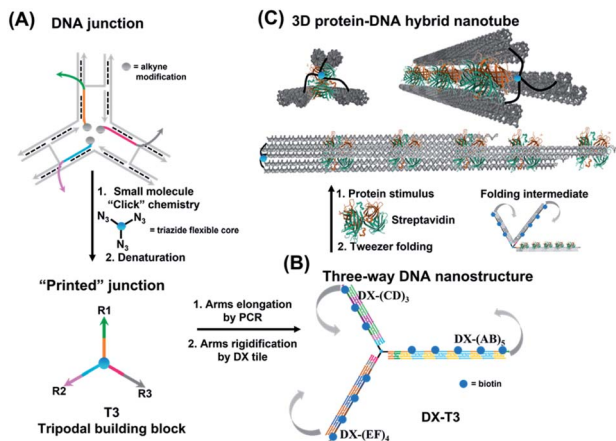 (A)
DNA junction
= alkyne
modification
1. Small molecule
"Click" chemistry
N3
N3
N3
= triazide flexible core
2. Denaturation
"Printed" junction
R1
R2
R3
T3
Tripodal building block
1. Arms elongation
by PCR
2. Arms rigidification
by DX tile
(C) 3D protein-DNA hybrid nanotube
1. Protein stimulus
Streptavidin
2. Tweezer folding
Folding intermediate
(B)
Three-way DNA nanostructure
DX-(CD)3
DX-(AB)5
= biotin
DX-T3
DX-(EF)4